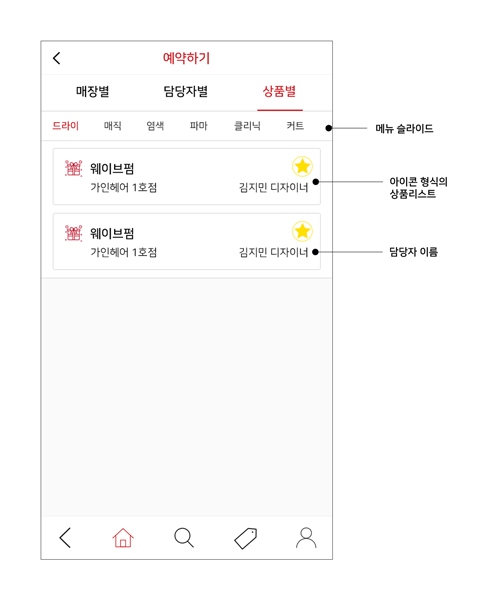 예약하기
매장별 담당자별 상품별
드라이 매직 염색 파마 클리닉 커트
메뉴 슬라이드
웨이브펌
가인헤어 1호점 김지민 디자이너
아이콘 형식의
상품리스트
웨이브펌
가인헤어 1호점 김지민 디자이너
담당자 이름